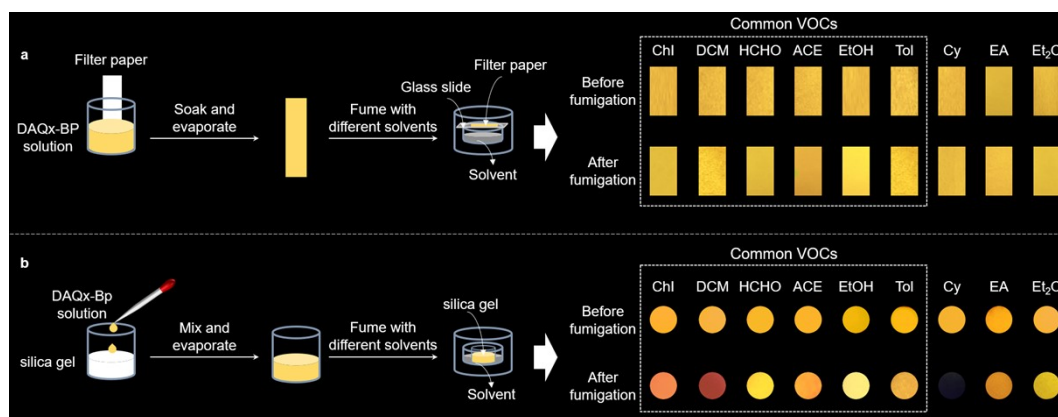 a
Filter paper
DAQx-BP
solution
Soak and
evaporate
Fume with
different solvents
Glass slide
Filter paper
Solvent
Common VOCs
Chl DCM HCHO ACE EtOH Tol Cy EA Et₂O
Before
fumigation
After
fumigation
b
DAQx-Bp
solution
silica gel
Mix and
evaporate
Fume with
different solvents
silica gel
Solvent
Common VOCs
Chl DCM HCHO ACE EtOH Tol Cy EA Et₂O
Before
fumigation
After
fumigation